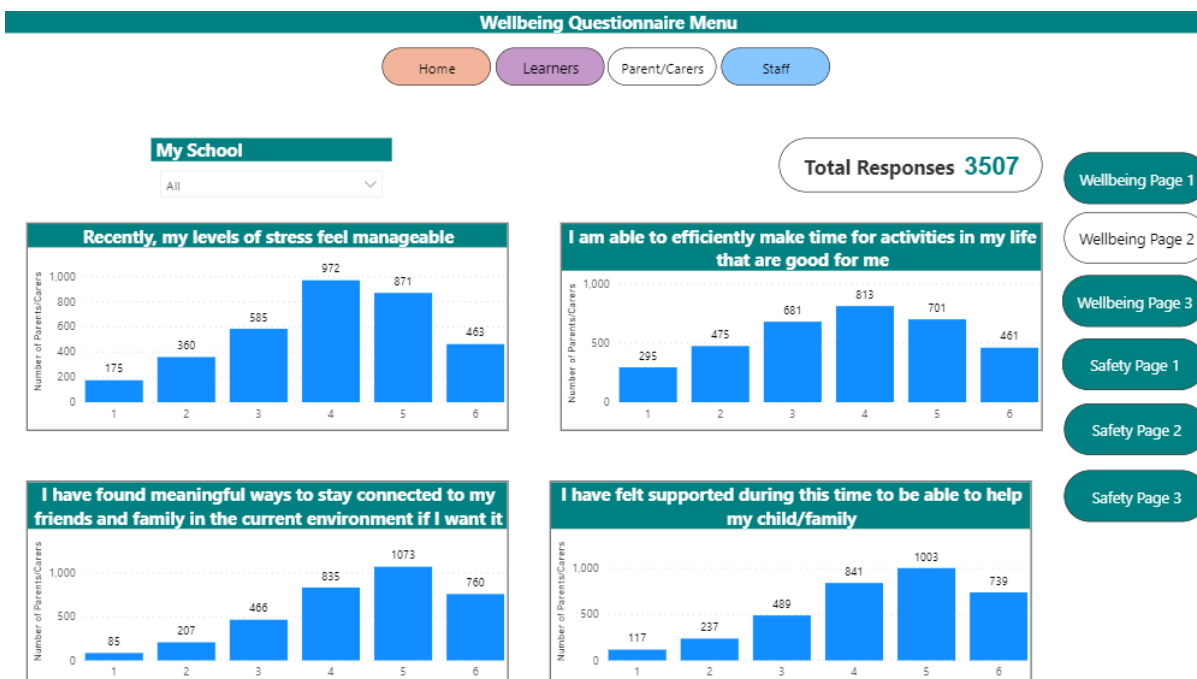 Wellbeing Questionnaire Menu
Home
Learners
Parent/Carers
Staff
My School
All
Total Responses 3507
Wellbeing Page 1
Wellbeing Page 2
Wellbeing Page 3
Safety Page 1
Safety Page 2
Safety Page 3
Recently, my levels of stress feel manageable
Number of Parents/Carers
1,000
800
600
400
200
0
175
360
585
972
871
463
1 2 3 4 5 6
I am able to efficiently make time for activities in my life
that are good for me
Number of Parents/Carers
1,000
500
0
295
475
681
813
701
461
1 2 3 4 5 6
I have found meaningful ways to stay connected to my
friends and family in the current environment if I want it
Number of Parents/Carers
1,000
500
0
85
207
466
835
1073
760
1 2 3 4 5 6
I have felt supported during this time to be able to help
my child/family
Number of Parents/Carers
1,000
500
0
117
237
489
841
1003
739
1 2 3 4 5 6